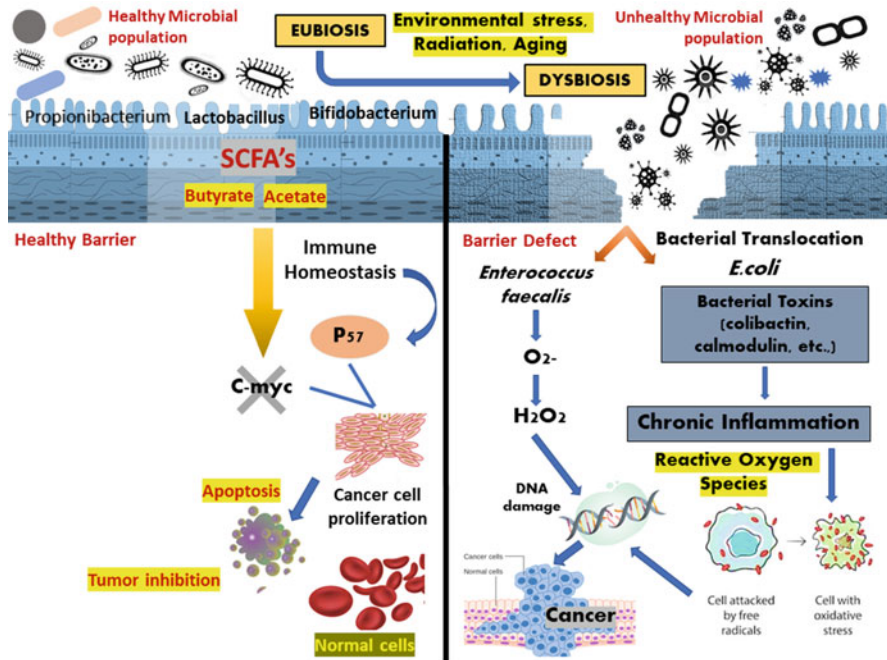 Healthy Microbial
population
EUBIOSIS
Environmental stress,
Radiation, Aging
DYSBIOSIS
Unhealthy Microbial
population
Propionibacterium
Lactobacillus
Bifidobacterium
SCFA's
Butyrate
Acetate
Healthy Barrier
Immune
Homeostasis
P57
C-myc
Apoptosis
Cancer cell
proliferation
Tumor inhibition
Normal cells
Barrier Defect
Bacterial Translocation
Enterococcus
faecalis
E.coli
Bacterial Toxins
(colibactin,
calmodulin, etc.,)
O2-
H2O2
Chronic Inflammation
Reactive Oxygen
Species
DNA
damage
Cancer cells
Normal cells
Cancer
Cell attacked
by free
radicals
Cell with
oxidative
stress